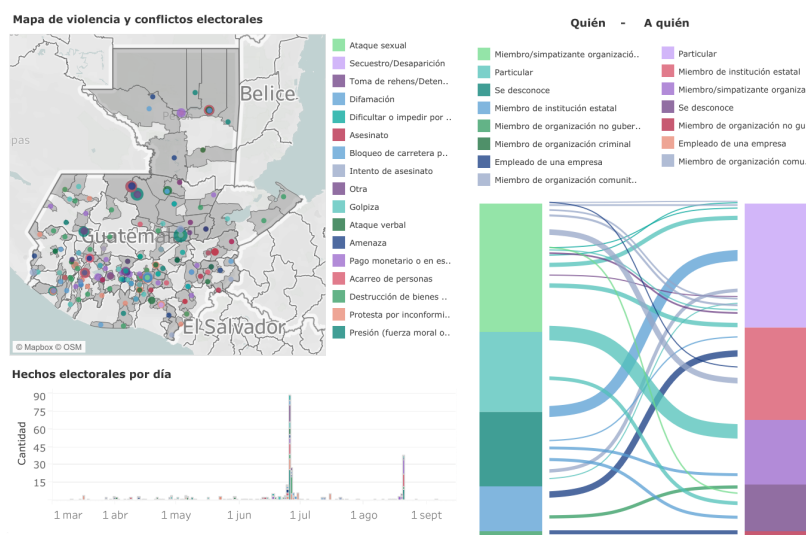 Mapa de violencia y conflictos electorales
Belice
pas
Guatemal
El Salvador
© Mapbox © OSM
Ataque sexual
Secuestro/Desaparición
Toma de rehens/Deten..
Difamación
Dificultar o impedir por ..
Asesinato
Bloqueo de carretera p..
Intento de asesinato
Otra
Golpiza
Ataque verbal
Amenaza
Pago monetario o en es..
Acarreo de personas
Destrucción de bienes ..
Protesta por inconformi..
Presión (fuerza moral o..
Hechos electorales por día
Cantidad
90
75
60
45
30
15
1 mar 1 abr 1 may 1 jun 1 jul 1 ago 1 sept
Quién - A quién
Miembro/simpatizante organizació..
Particular
Se desconoce
Miembro de institución estatal
Miembro de organización no guber..
Miembro de organización criminal
Empleado de una empresa
Miembro de organización comunit..
Particular
Miembro de institución estatal
Miembro/simpatizante organiza
Se desconoce
Miembro de organización no gu
Empleado de una empresa
Miembro de organización comu.